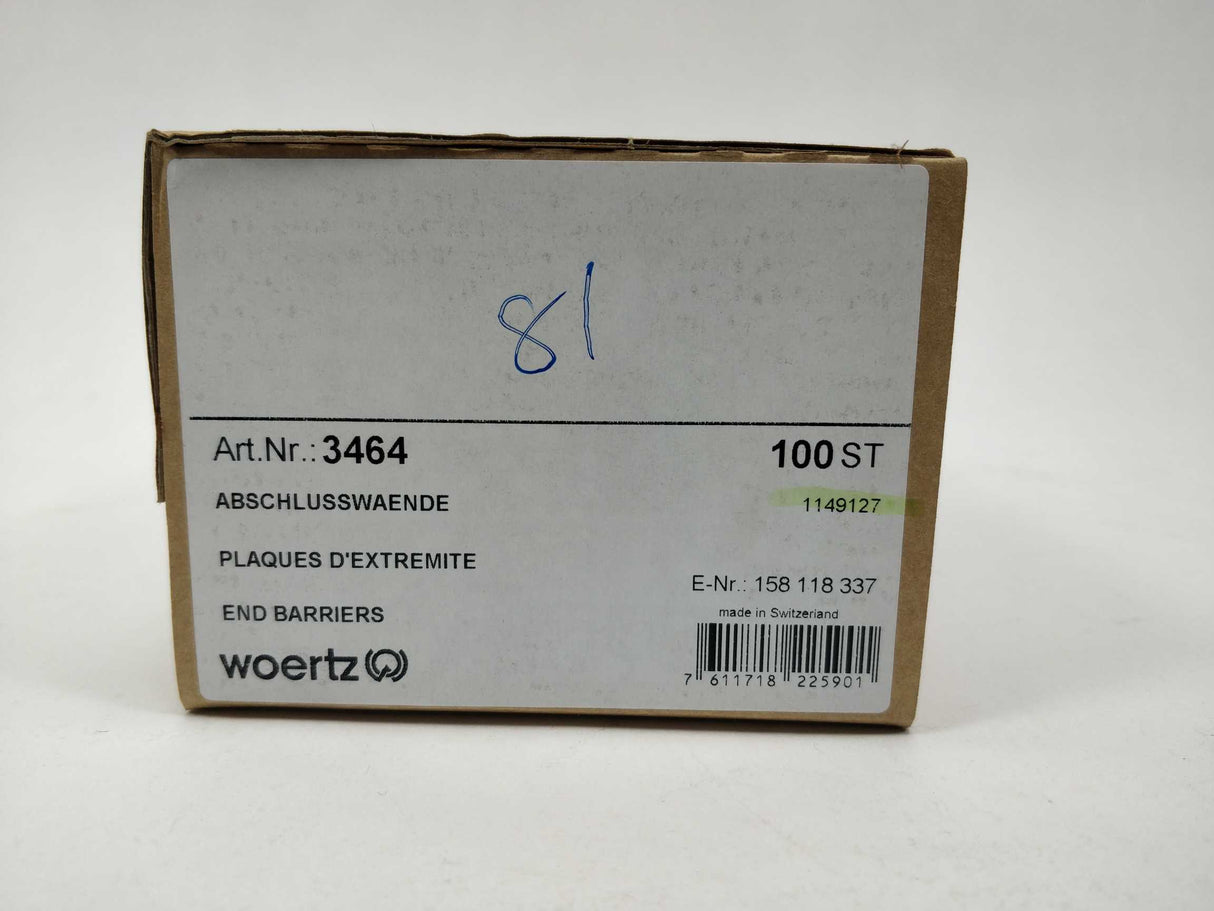 81
Art.Nr.: 3464
100 ST
ABSCHLUSSWAENDE
1149127
PLAQUES D'EXTREMITE
E-Nr.: 158 118 337
END BARRIERS
made in Switzerland
woertz
7 611718 225901